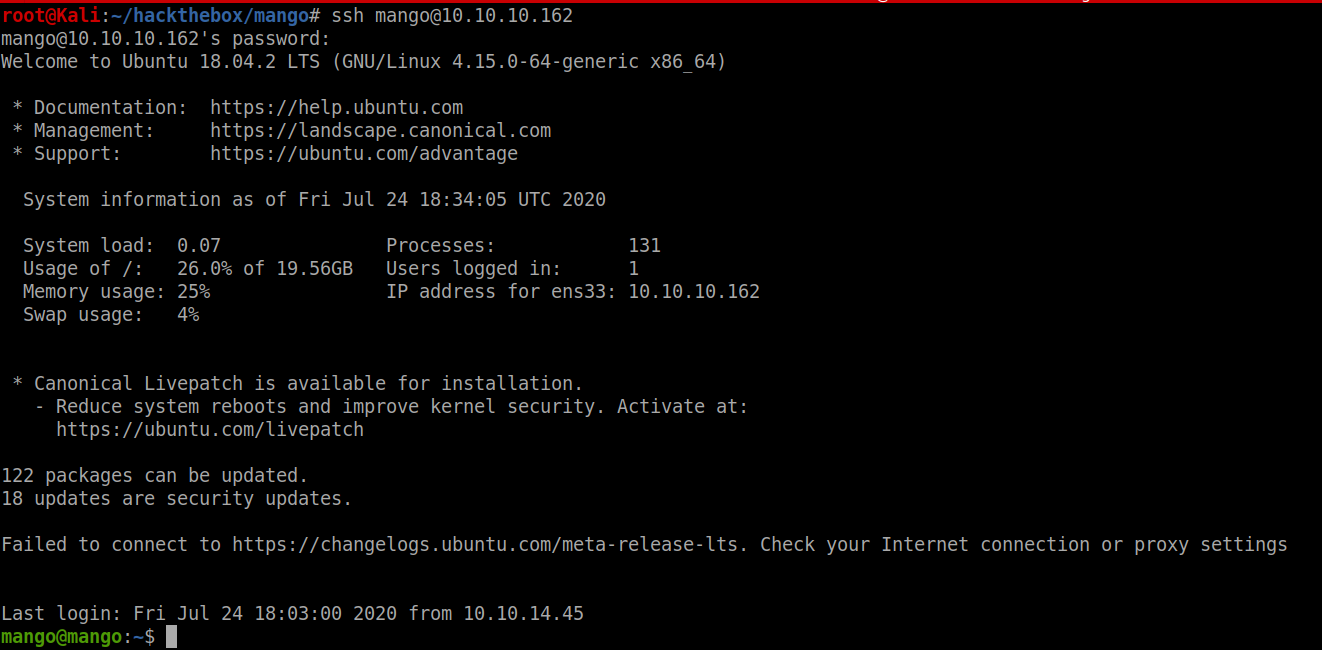 root@Kali:~/hackthebox/mango# ssh mango@10.10.10.162
mango@10.10.10.162's password:
Welcome to Ubuntu 18.04.2 LTS (GNU/Linux 4.15.0-64-generic x86_64)
 * Documentation:  https://help.ubuntu.com
 * Management:     https://landscape.canonical.com
 * Support:        https://ubuntu.com/advantage
  System information as of Fri Jul 24 18:34:05 UTC 2020
  System load:  0.07               Processes:            131
  Usage of /:   26.0% of 19.56GB   Users logged in:      1
  Memory usage: 25%                IP address for ens33: 10.10.10.162
  Swap usage:   4%
 * Canonical Livepatch is available for installation.
   - Reduce system reboots and improve kernel security. Activate at:
     https://ubuntu.com/livepatch
122 packages can be updated.
18 updates are security updates.
Failed to connect to https://changelogs.ubuntu.com/meta-release-lts. Check your Internet connection or proxy settings
Last login: Fri Jul 24 18:03:00 2020 from 10.10.14.45
mango@mango:~$